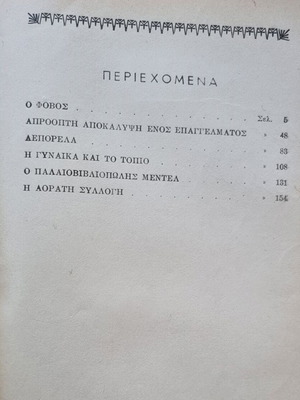 ΠΕΡΙΕΧΟΜΕΝΑ
Ο ΦΟΒΟΣ . . . . . . . . . . . . Σελ. 5
ΑΠΡΟΟΠΤΗ ΑΠΟΚΑΛΥΨΗ ΕΝΟΣ ΕΠΑΓΓΕΛΜΑΤΟΣ » 48
ΛΕΠΟΡΕΛΑ . . . . . . . . . . . . » 83
Η ΓΥΝΑΙΚΑ ΚΑΙ ΤΟ ΤΟΠΙΟ . . . . . . . » 108
Ο ΠΑΛΑΙΟΒΙΒΛΙΟΠΩΛΗΣ ΜΕΝΤΕΛ . . . . . » 131
Η ΑΟΡΑΤΗ ΣΥΛΛΟΓΗ . . . . . . . . . » 154